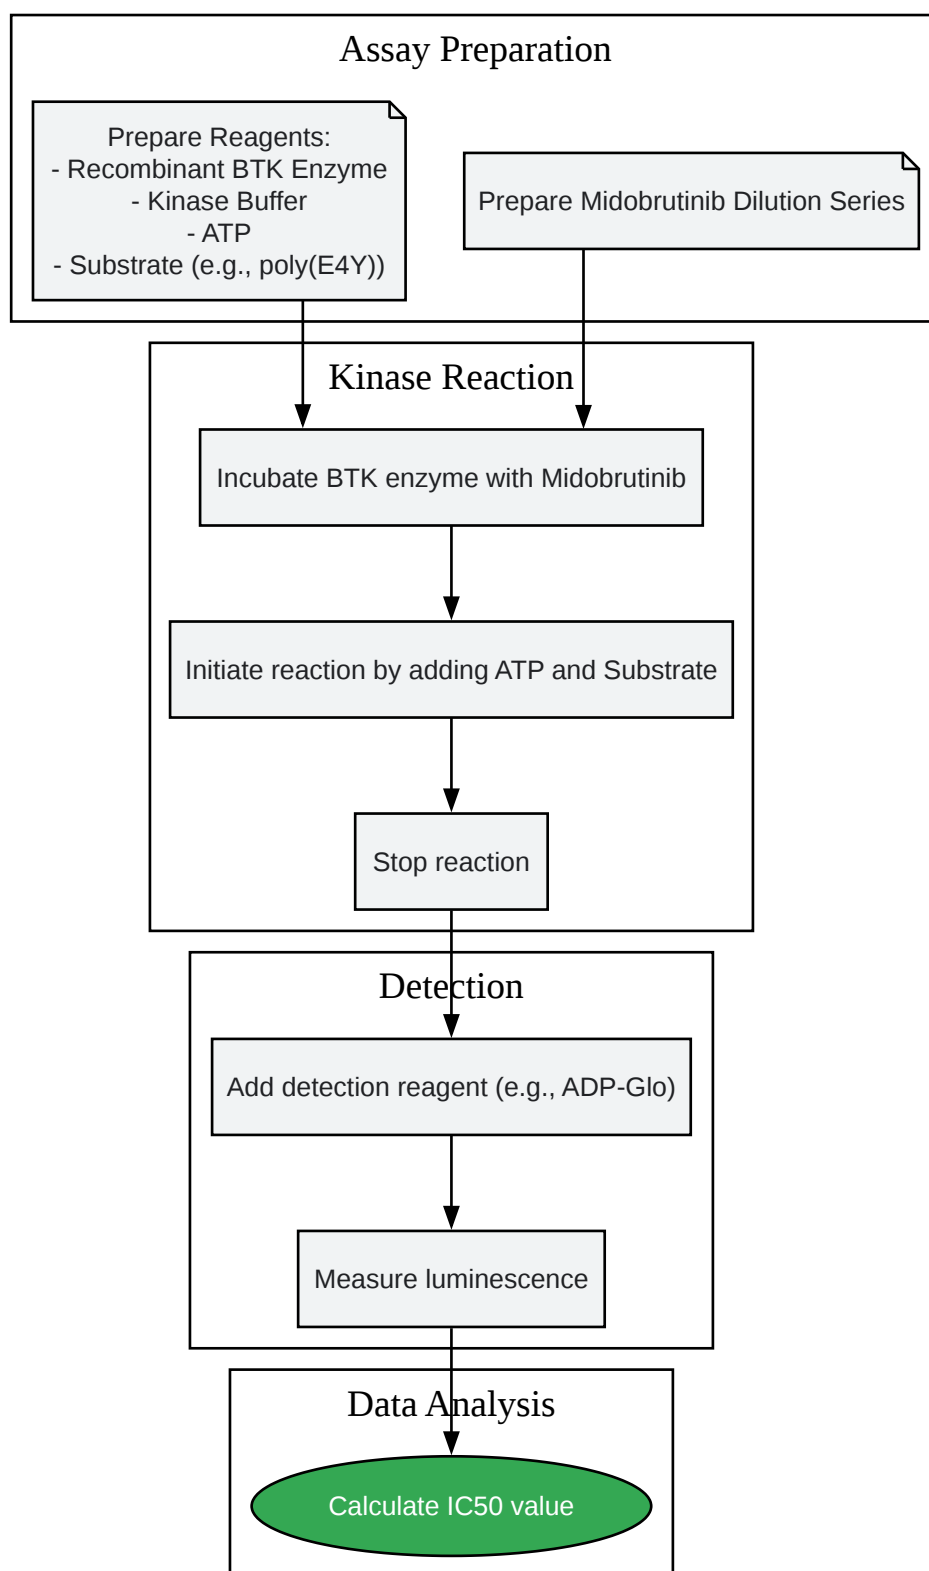 Assay Preparation
Prepare Reagents:
- Recombinant BTK Enzyme
- Kinase Buffer
- ATP
- Substrate (e.g., poly(E4Y))
Prepare Midobrutinib Dilution Series
Kinase Reaction
Incubate BTK enzyme with Midobrutinib
Initiate reaction by adding ATP and Substrate
Stop reaction
Detection
Add detection reagent (e.g., ADP-Glo)
Measure luminescence
Data Analysis
Calculate IC50 value